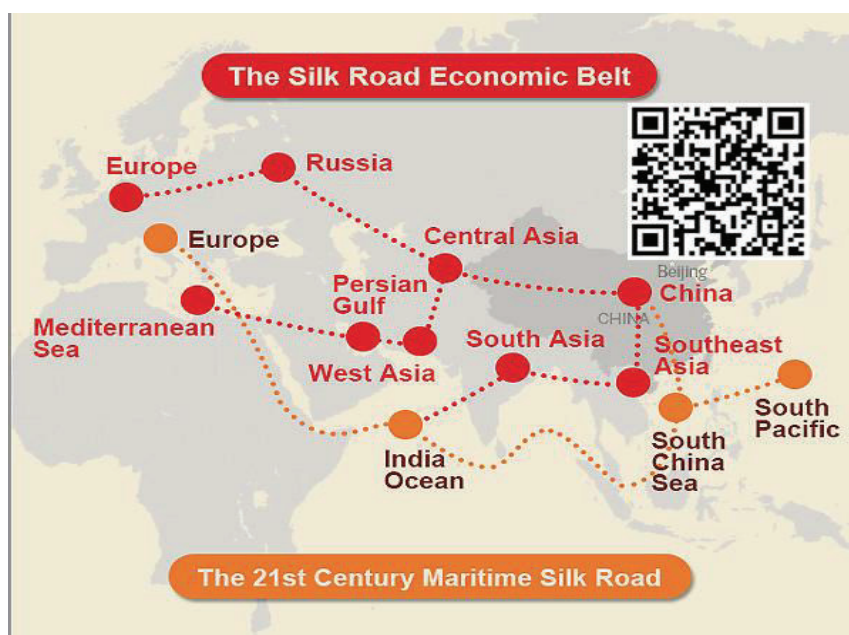 The Silk Road Economic Belt
Europe
Russia
Europe
Central Asia
Beijing
China
CHINA
Persian
Gulf
Mediterranean
Sea
West Asia
South Asia
Southeast
Asia
India
Ocean
South
China
Sea
South
Pacific
The 21st Century Maritime Silk Road